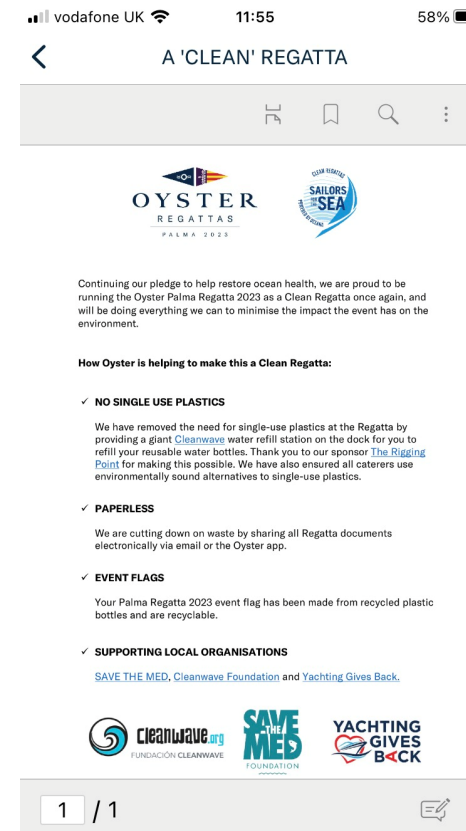 vodafone UK
11:55
58%
A 'CLEAN' REGATTA
OYSTER
REGATTAS
PALMA 2023
CLEAN REGATTAS
SAILORS
FOR THE
SEA
POWERED BY OCEANA
Continuing our pledge to help restore ocean health, we are proud to be
running the Oyster Palma Regatta 2023 as a Clean Regatta once again, and
will be doing everything we can to minimise the impact the event has on the
environment.
How Oyster is helping to make this a Clean Regatta:
✓ NO SINGLE USE PLASTICS
We have removed the need for single-use plastics at the Regatta by
providing a giant Cleanwave water refill station on the dock for you to
refill your reusable water bottles. Thank you to our sponsor The Rigging
Point for making this possible. We have also ensured all caterers use
environmentally sound alternatives to single-use plastics.
✓ PAPERLESS
We are cutting down on waste by sharing all Regatta documents
electronically via email or the Oyster app.
✓ EVENT FLAGS
Your Palma Regatta 2023 event flag has been made from recycled plastic
bottles and are recyclable.
✓ SUPPORTING LOCAL ORGANISATIONS
SAVE THE MED, Cleanwave Foundation and Yachting Gives Back.
cleanwave.org
FUNDACIÓN CLEANWAVE
SAVE
THE
MED
FOUNDATION
YACHTING
GIVES
BACK
1 / 1